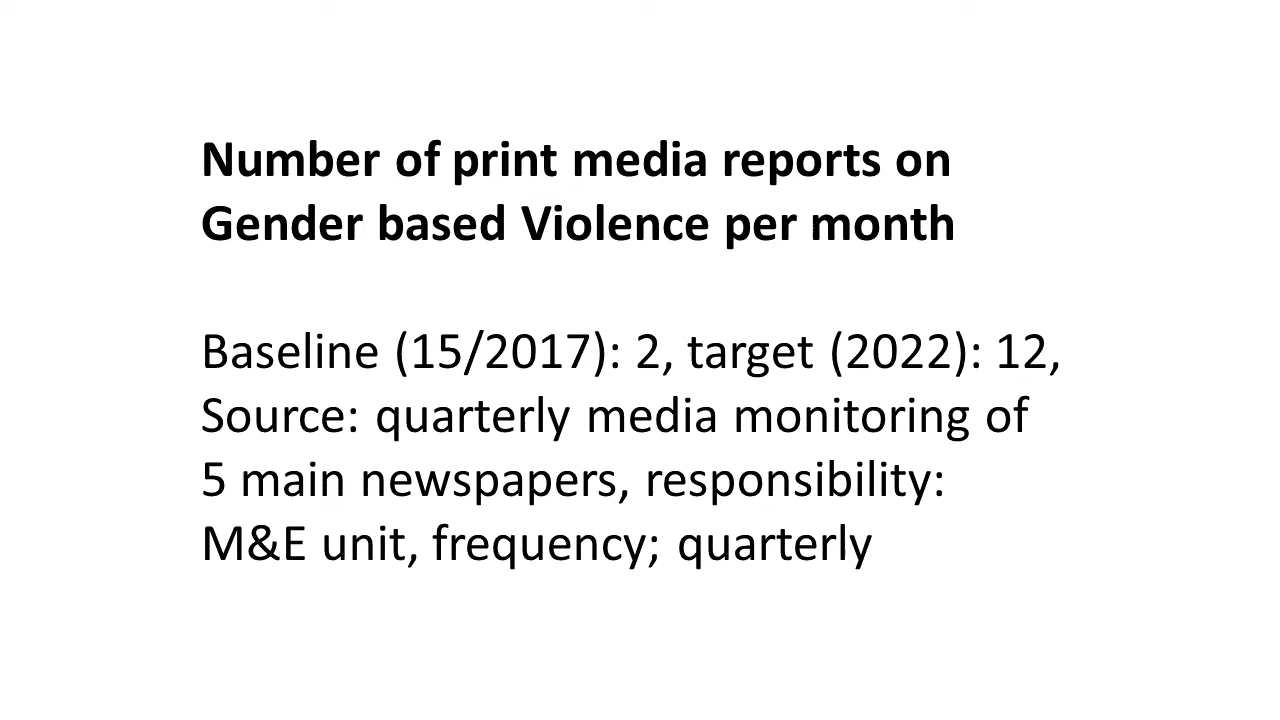 Number of print media reports on
Gender based Violence per month
Baseline (15/2017): 2, target (2022): 12,
Source: quarterly media monitoring of
5 main newspapers, responsibility:
M&E unit, frequency; quarterly